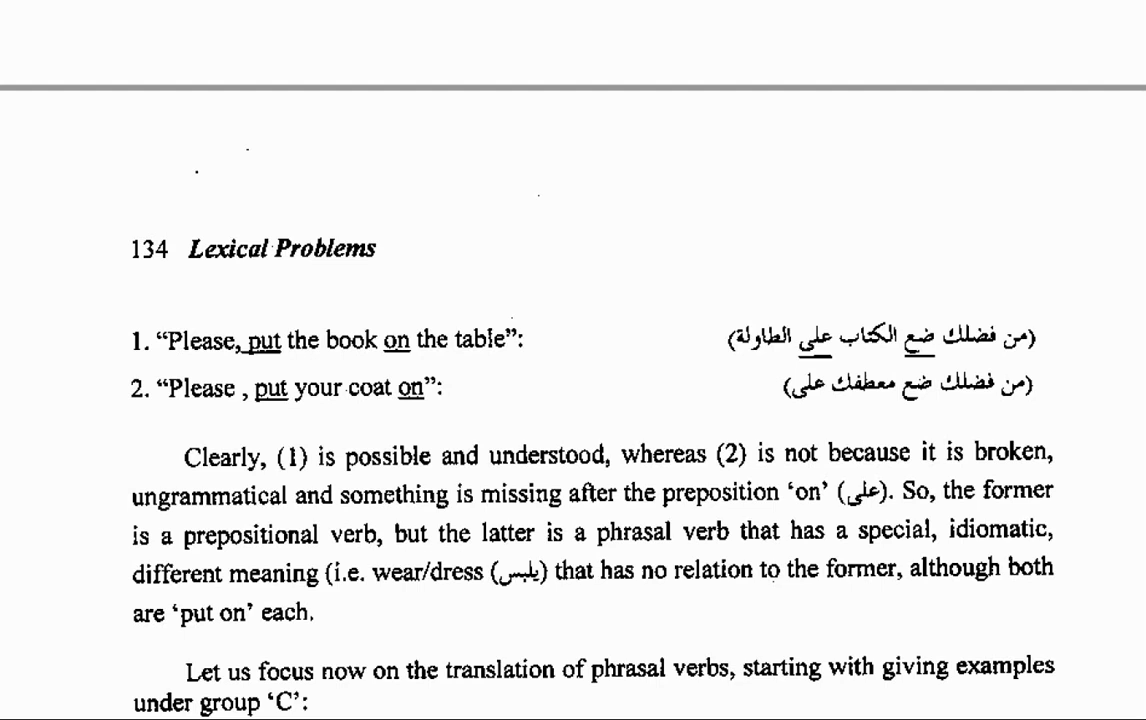 134 Lexical Problems
1. “Please, put the book on the table”: (من فضلك ضع الكتاب على الطاولة)
2. “Please , put your coat on”: (من فضلك ضع معطفك على)
Clearly, (1) is possible and understood, whereas (2) is not because it is broken,
ungrammatical and something is missing after the preposition ‘on’ (على). So, the former
is a prepositional verb, but the latter is a phrasal verb that has a special, idiomatic,
different meaning (i.e. wear/dress (يلبس) that has no relation to the former, although both
are ‘put on’ each.
Let us focus now on the translation of phrasal verbs, starting with giving examples
under group ‘C’: